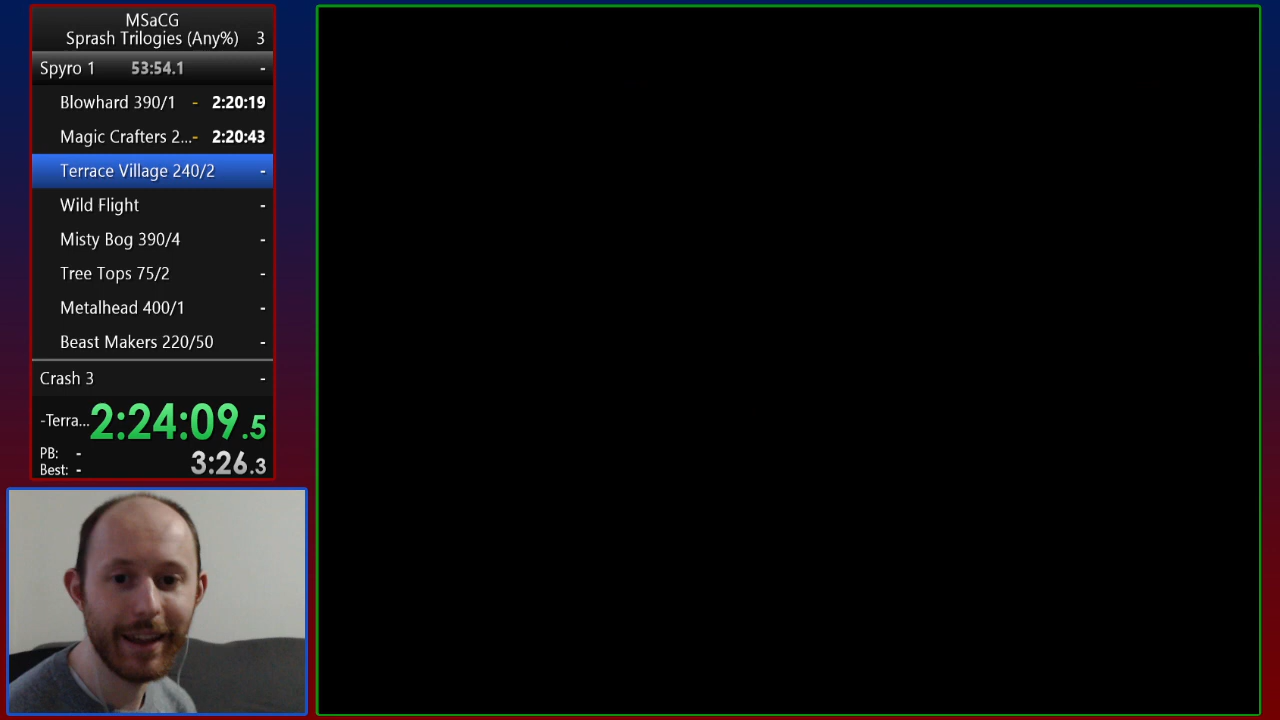 MSaCG
Sprash Trilogies (Any%) 3
Spyro 1 53:54.1 -
Blowhard 390/1 - 2:20:19
Magic Crafters 2...- 2:20:43
Terrace Village 240/2 -
Wild Flight -
Misty Bog 390/4 -
Tree Tops 75/2 -
Metalhead 400/1 -
Beast Makers 220/50 -
Crash 3 -
-Terra... 2:24:09.5
PB: -
Best: - 3:26.3